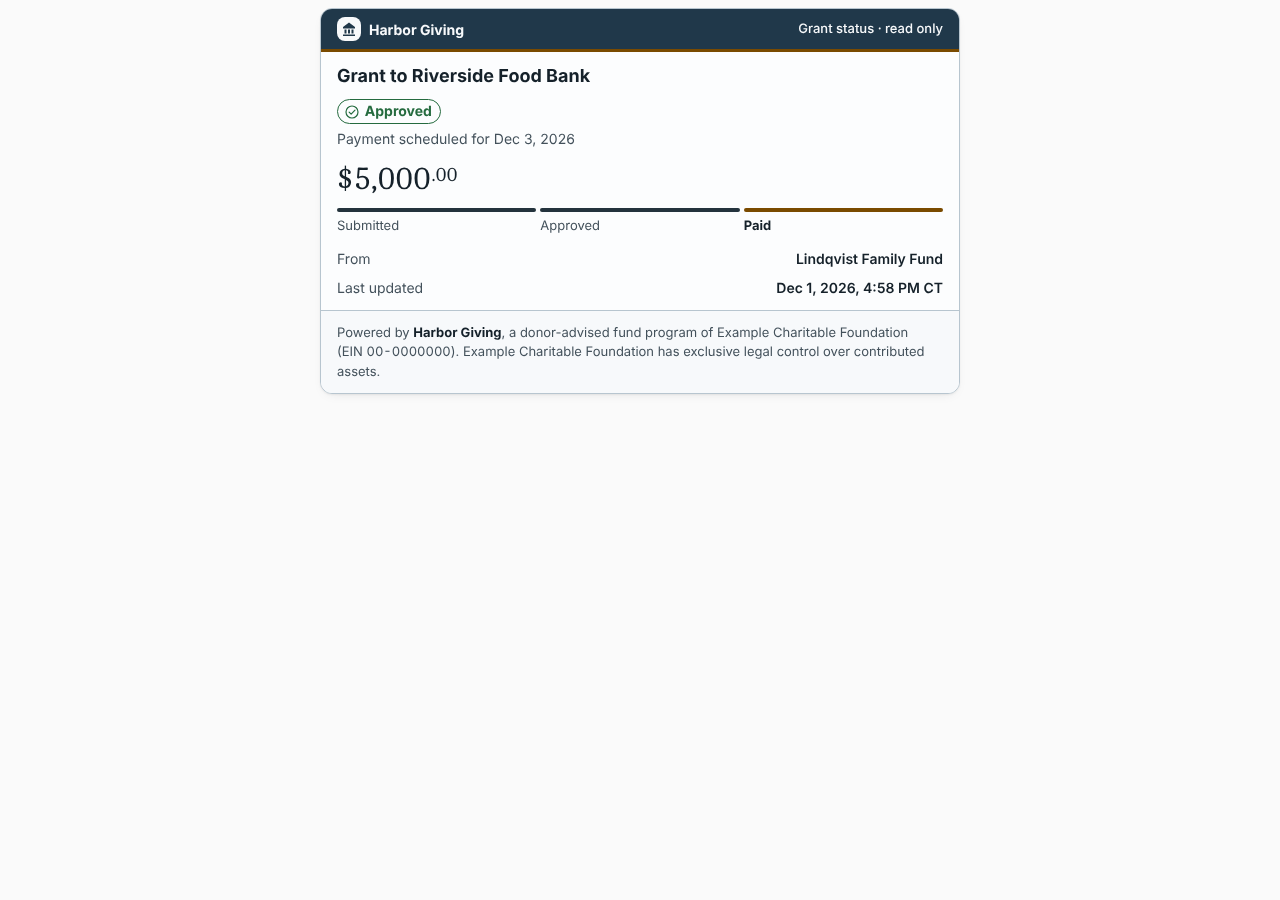 Harbor Giving
Grant status · read only
Grant to Riverside Food Bank
Approved
Payment scheduled for Dec 3, 2026
$5,000.00
Submitted Approved Paid
From Lindqvist Family Fund
Last updated Dec 1, 2026, 4:58 PM CT
Powered by Harbor Giving, a donor-advised fund program of Example Charitable Foundation
(EIN 00-0000000). Example Charitable Foundation has exclusive legal control over contributed
assets.